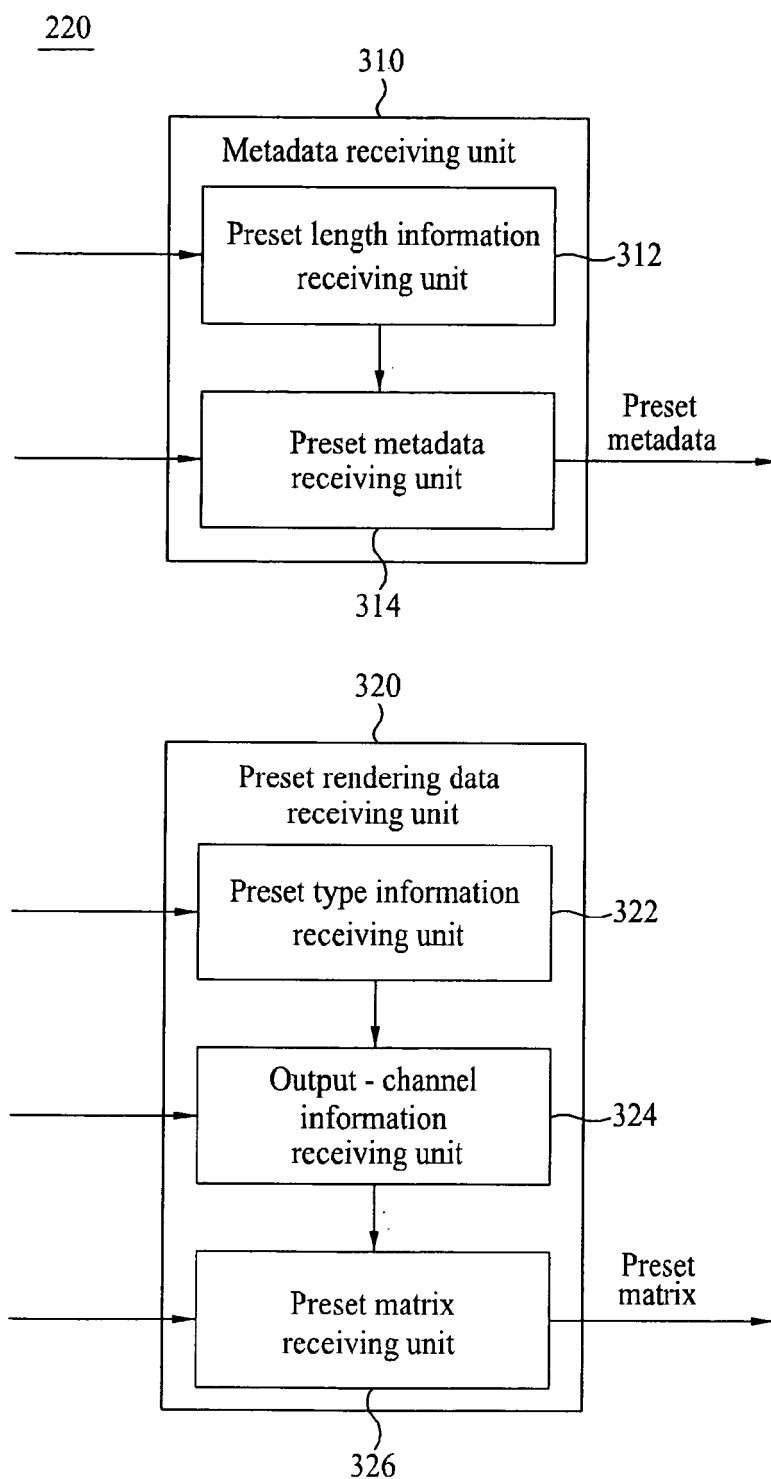 220
310
Metadata receiving unit
Preset length information
receiving unit
312
Preset metadata
receiving unit
Preset
metadata
314
320
Preset rendering data
receiving unit
Preset type information
receiving unit
322
Output - channel
information
receiving unit
324
Preset matrix
receiving unit
Preset
matrix
326